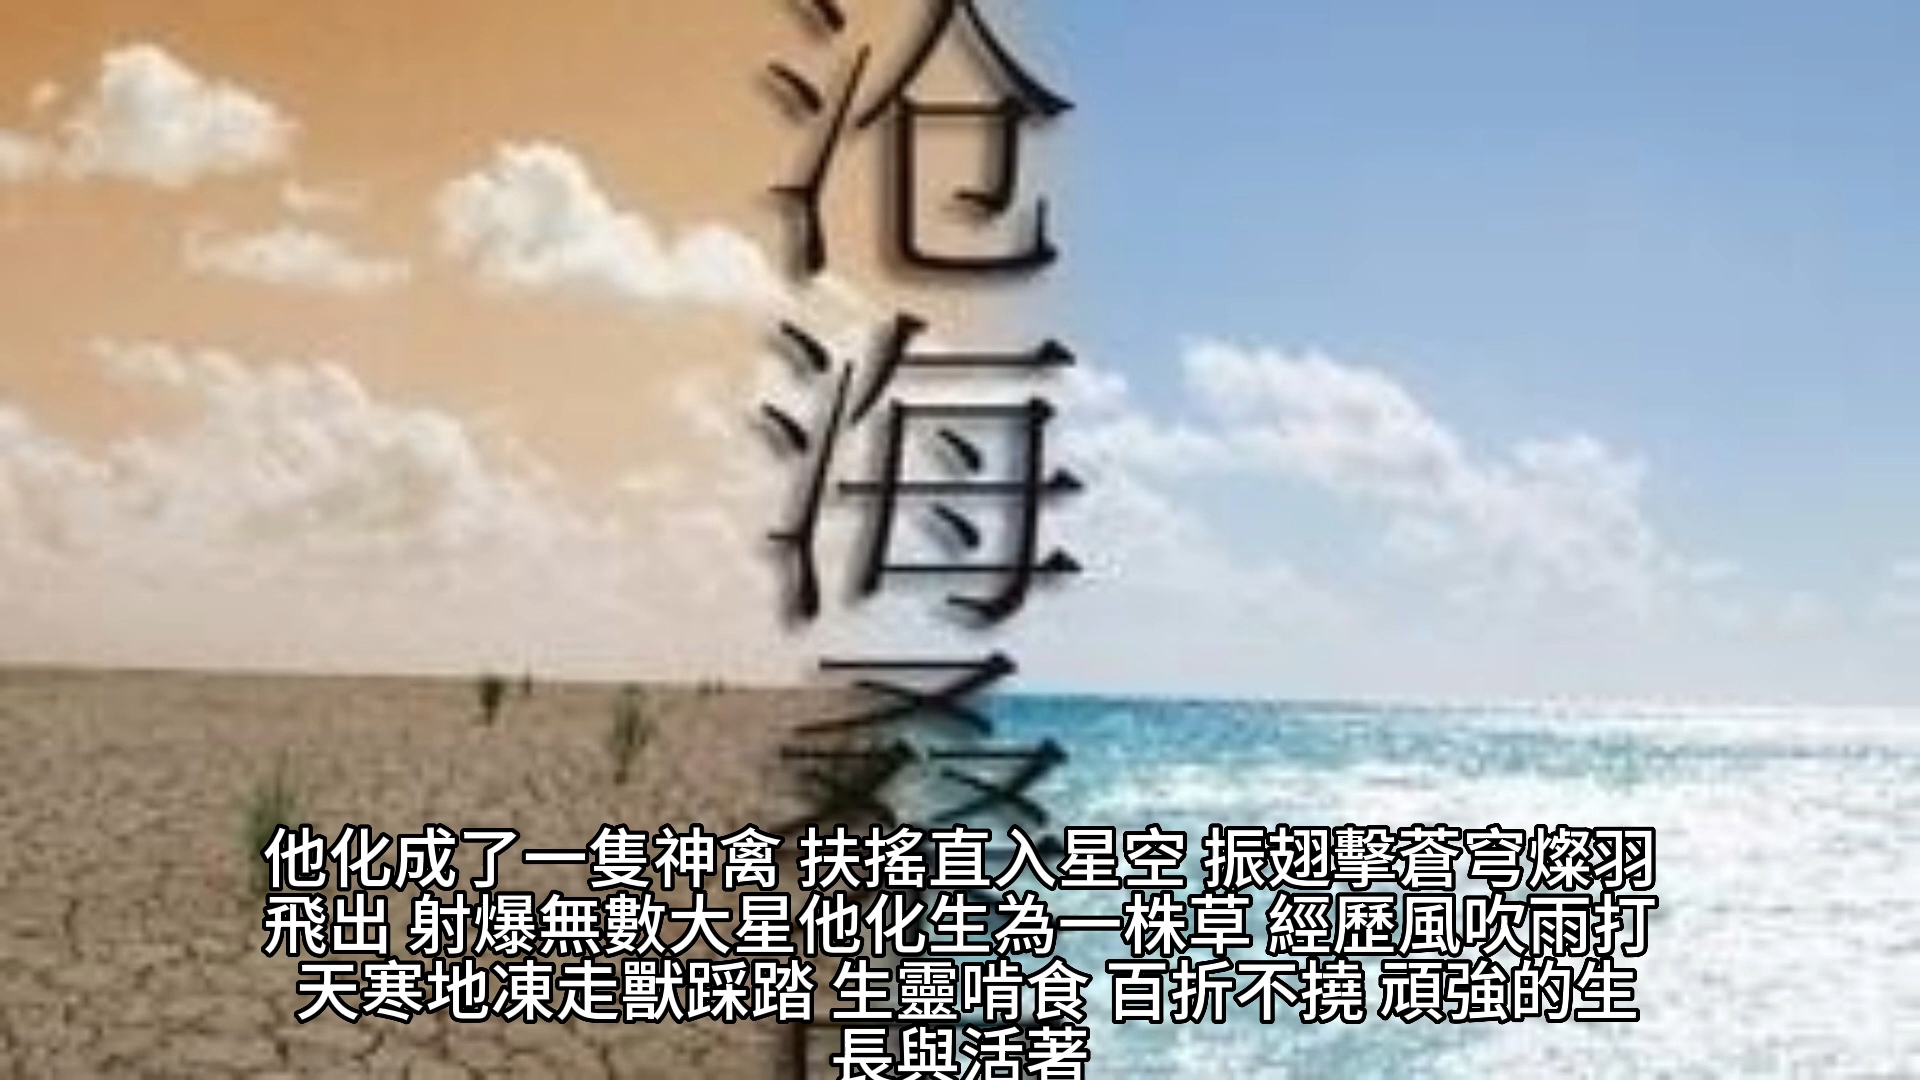 沧
海
桑
他化成了一隻神禽 扶搖直入星空 振翅擊蒼穹燦羽
飛出 射爆無數大星他化生為一株草 經歷風吹雨打
天寒地凍走獸踩踏 生靈啃食 百折不撓 頑強的生
長與活著